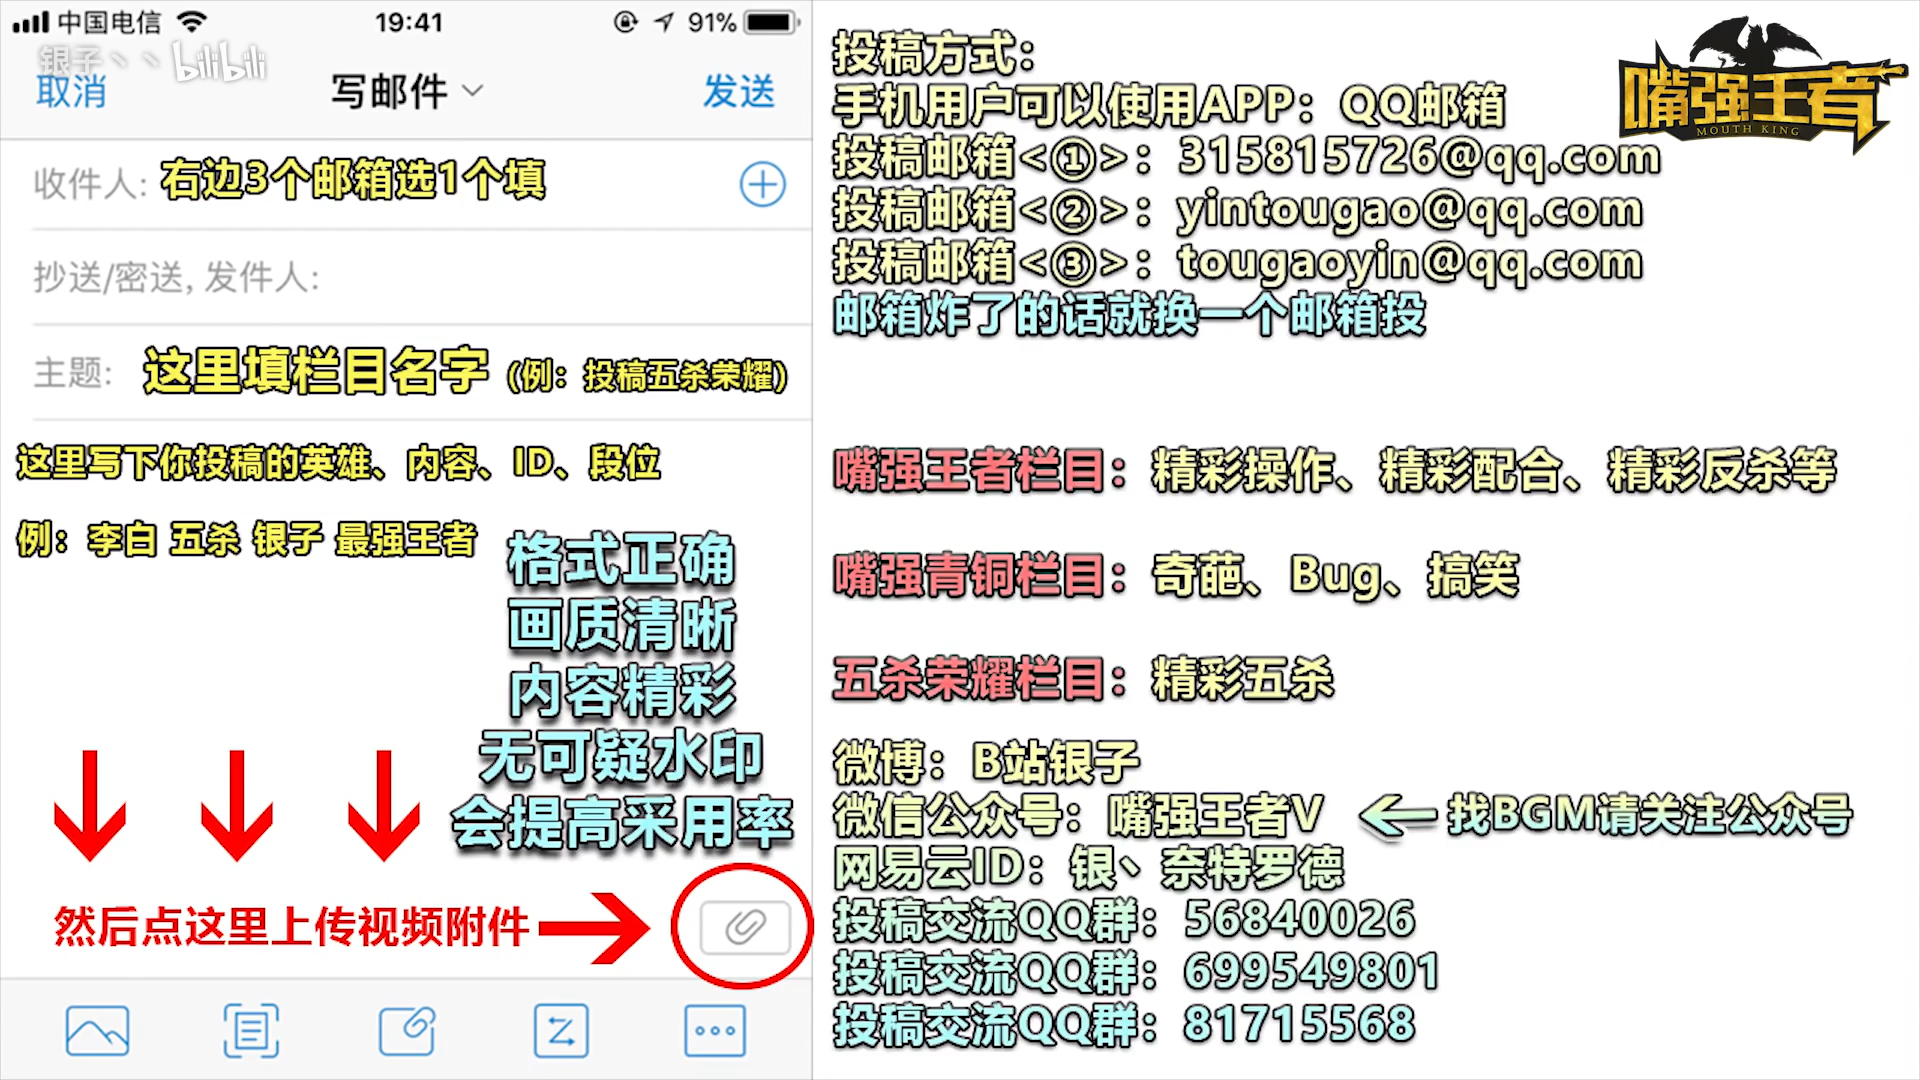 中国电信 19:41 91%
银子丶丶 bilibili
取消 写邮件 发送
收件人: 右边3个邮箱选1个填
抄送/密送, 发件人:
主题: 这里填栏目名字 (例：投稿五杀荣耀)
这里写下你投稿的英雄、内容、ID、段位
例：李白 五杀 银子 最强王者
格式正确
画质清晰
内容精彩
无可疑水印
会提高采用率
然后点这里上传视频附件
嘴强王者
MOUTH KING
投稿方式：
手机用户可以使用APP：QQ邮箱
投稿邮箱<①>：315815726@qq.com
投稿邮箱<②>：yintougao@qq.com
投稿邮箱<③>：tougaoyin@qq.com
邮箱炸了的话就换一个邮箱投
嘴强王者栏目：精彩操作、精彩配合、精彩反杀等
嘴强青铜栏目：奇葩、Bug、搞笑
五杀荣耀栏目：精彩五杀
微博：B站银子
微信公众号：嘴强王者V 找BGM请关注公众号
网易云ID：银丶奈特罗德
投稿交流QQ群：56840026
投稿交流QQ群：699549801
投稿交流QQ群：81715568